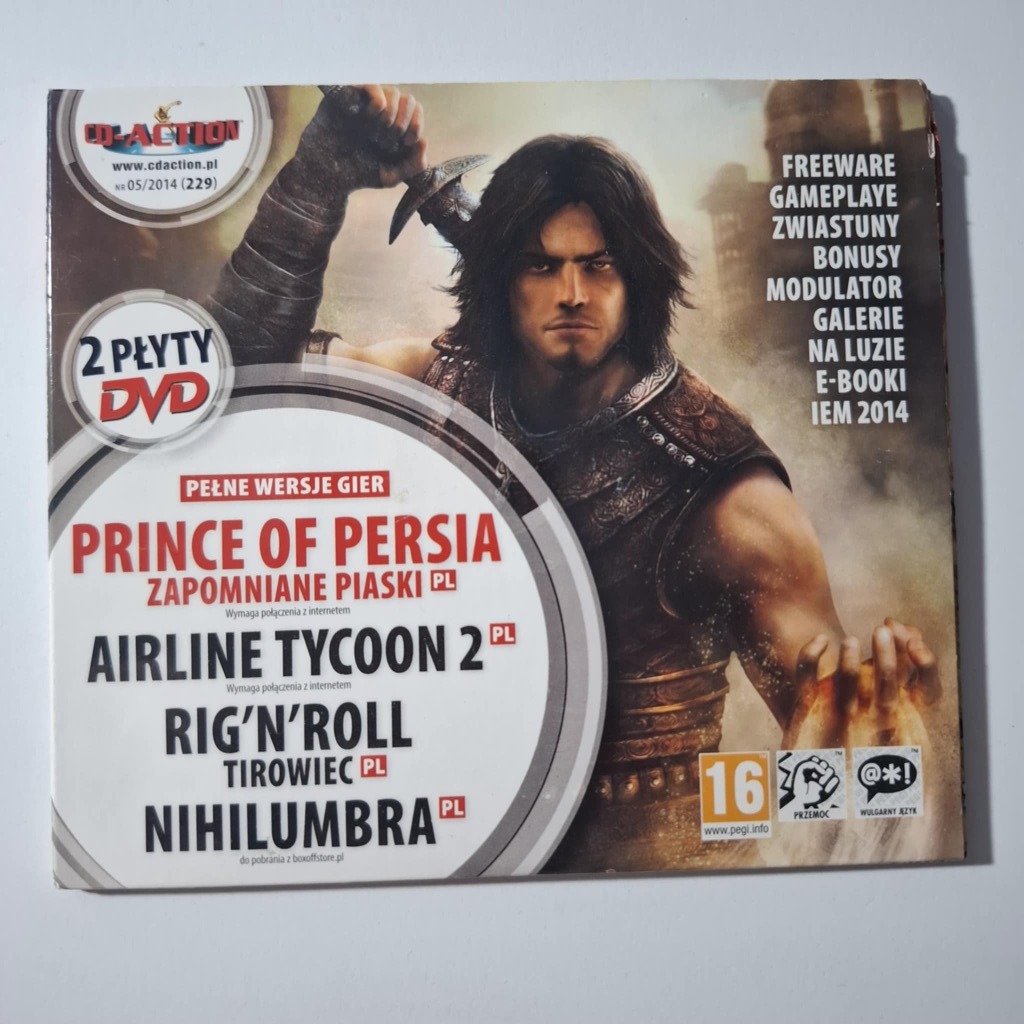 CD-ACTION
www.cdaction.pl
NR 05/2014 (229)
2 PŁYTY
DVD
FREEWARE
GAMEPLAYE
ZWIASTUNY
BONUSY
MODULATOR
GALERIE
NA LUZIE
E-BOOKI
IEM 2014
PEŁNE WERSJE GIER
PRINCE OF PERSIA
ZAPOMNIANE PIASKI PL
Wymaga połączenia z internetem
AIRLINE TYCOON 2 PL
Wymaga połączenia z internetem
RIG'N'ROLL
TIROWIEC PL
NIHILUMBRA PL
do pobrania z boxoffstore.pl
16
www.pegi.info
PRZEMOC
@*!
WULGARNY JĘZYK